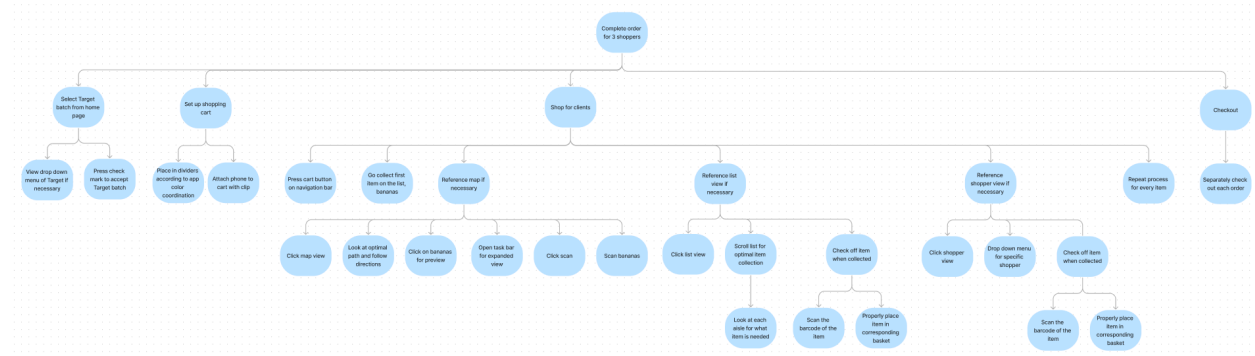 Complete order
for 3 shoppers
Select Target
batch from home
page
Set up shopping
cart
Shop for clients
Checkout
View drop down
menu of Target if
necessary
Press check
mark to accept
Target batch
Place in dividers
according to app
color
coordination
Attach phone to
cart with clip
Press cart button
on navigation bar
Go collect first
item on the list,
bananas
Reference map if
necessary
Reference list
view if
necessary
Reference
shopper view if
necessary
Repeat process
for every item
Separately check
out each order
Click map view
Look at optimal
path and follow
directions
Click on bananas
for preview
Open task bar
for expanded
view
Click scan
Scan bananas
Click list view
Scroll list for
optimal item
collection
Check off item
when collected
Click shopper
view
Drop down menu
for specific
shopper
Check off item
when collected
Look at each
aisle for what
item is needed
Scan the
barcode of the
item
Properly place
item in
corresponding
basket
Scan the
barcode of the
item
Properly place
item in
corresponding
basket